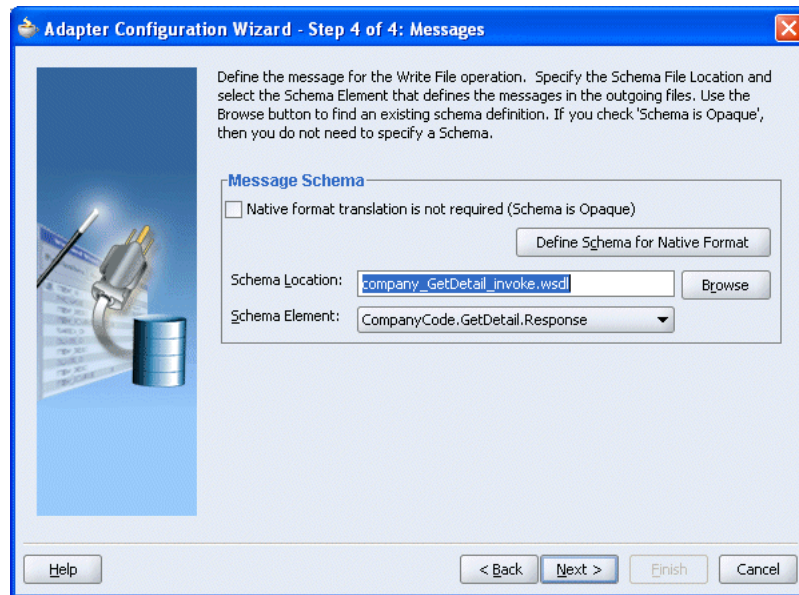 Adapter Configuration Wizard - Step 4 of 4: Messages
Define the message for the Write File operation. Specify the Schema File Location and
select the Schema Element that defines the messages in the outgoing files. Use the
Browse button to find an existing schema definition. If you check 'Schema is Opaque',
then you do not need to specify a Schema.
Message Schema
Native format translation is not required (Schema is Opaque)
Define Schema for Native Format
Schema Location: company_GetDetail_invoke.wsdl Browse
Schema Element: CompanyCode.GetDetail.Response
Help < Back Next > Finish Cancel